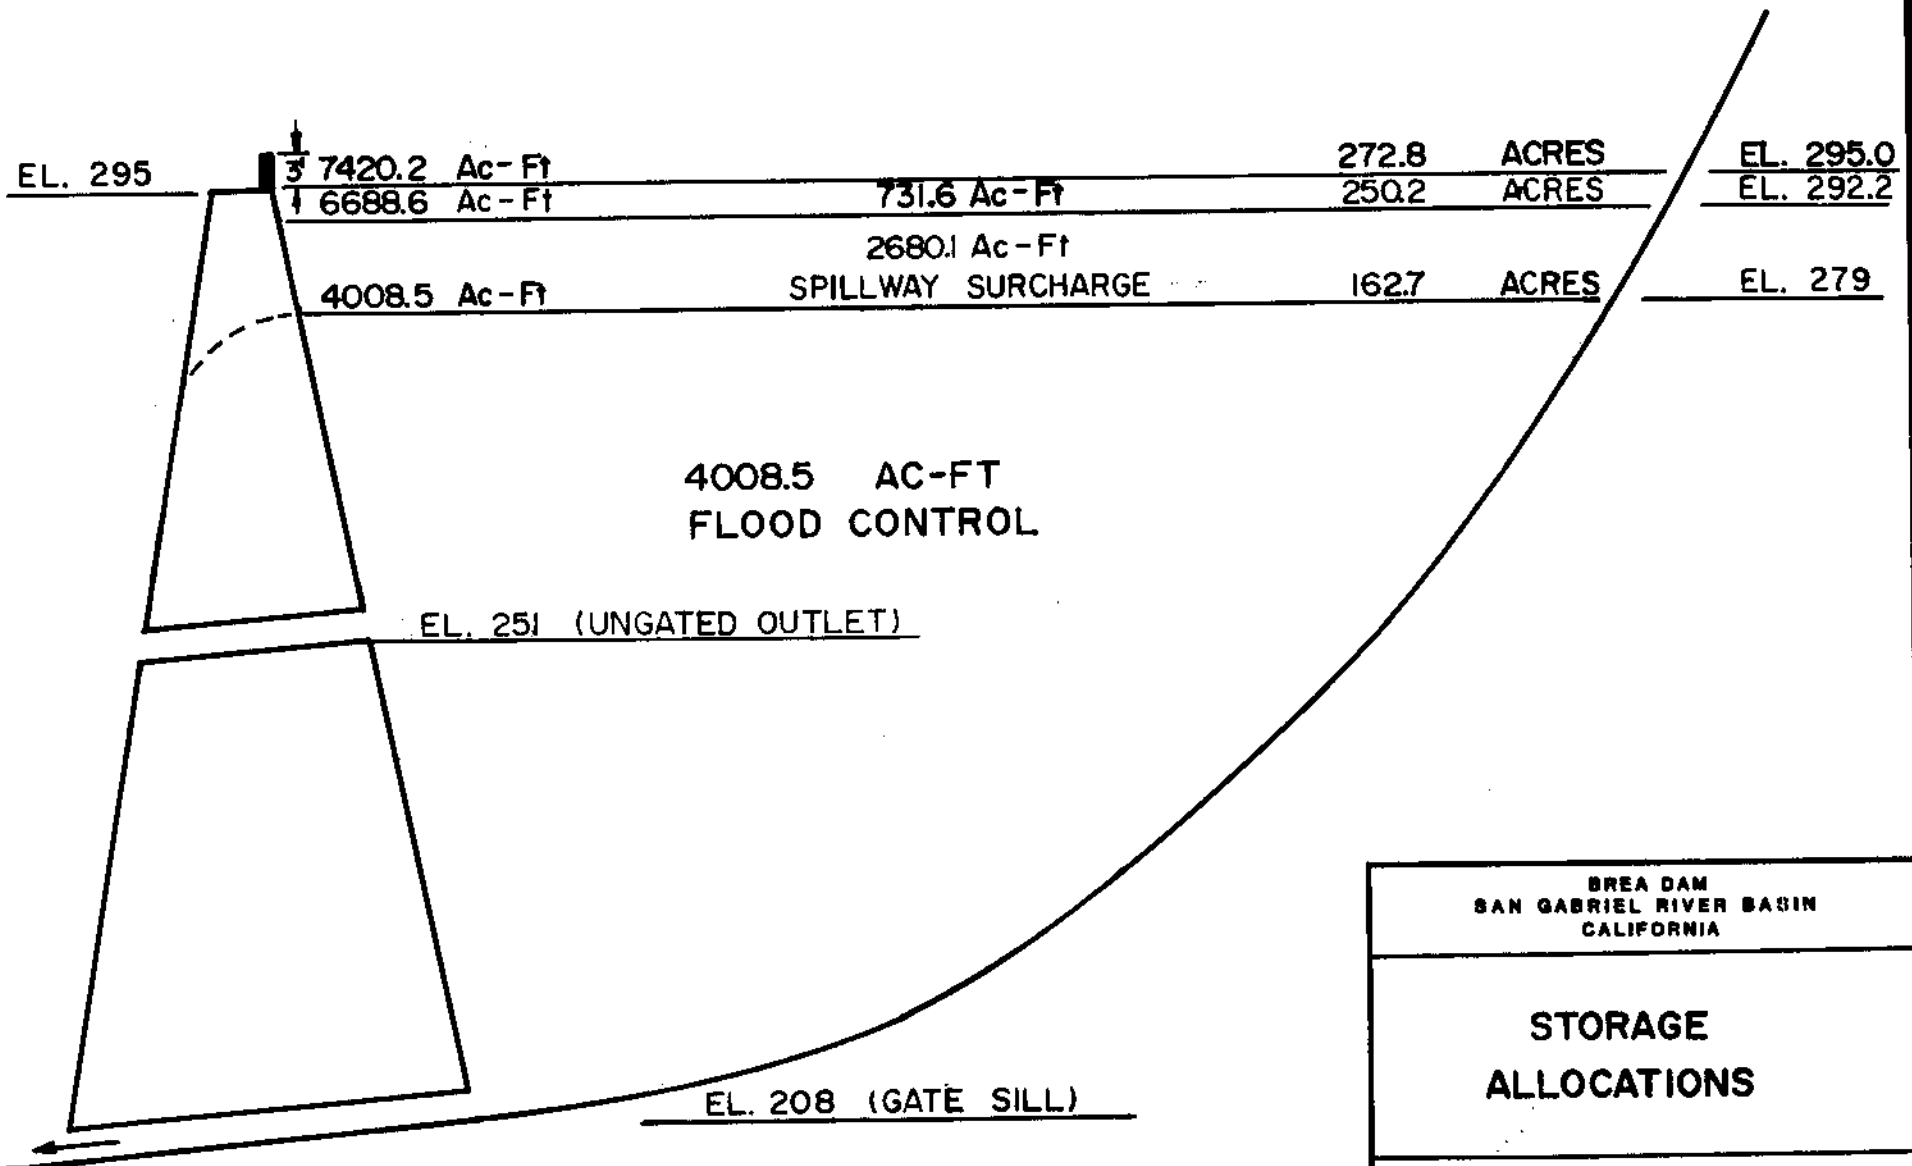 EL. 295
3' 7420.2 Ac-Ft 272.8 ACRES EL. 295.0
6688.6 Ac-Ft 731.6 Ac-Ft 250.2 ACRES EL. 292.2
2680.1 Ac-Ft
4008.5 Ac-Ft SPILLWAY SURCHARGE 162.7 ACRES EL. 279
4008.5 AC-FT
FLOOD CONTROL
EL. 251 (UNGATED OUTLET)
EL. 208 (GATE SILL)
BREA DAM
SAN GABRIEL RIVER BASIN
CALIFORNIA
STORAGE
ALLOCATIONS